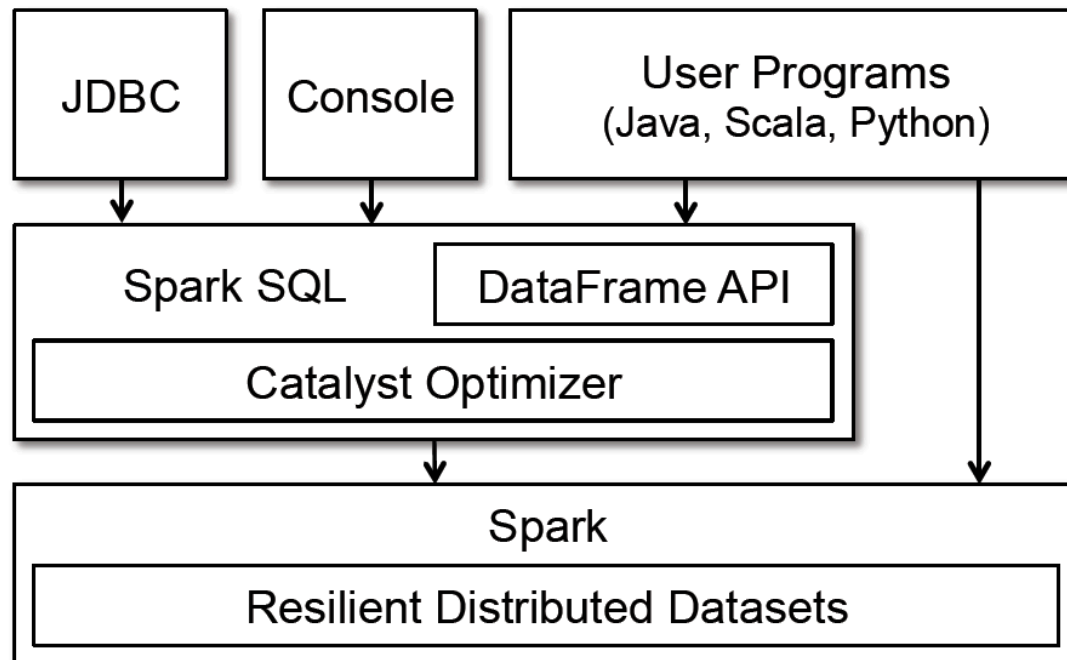 JDBC
Console
User Programs
(Java, Scala, Python)
Spark SQL
DataFrame API
Catalyst Optimizer
Spark
Resilient Distributed Datasets